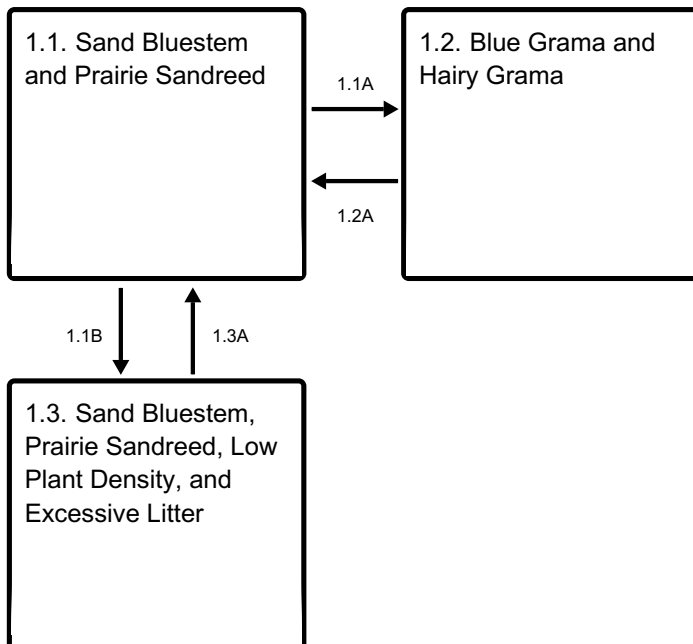 1.1. Sand Bluestem
and Prairie Sandreed
1.1A
1.2. Blue Grama and
Hairy Grama
1.2A
1.1B
1.3A
1.3. Sand Bluestem,
Prairie Sandreed, Low
Plant Density, and
Excessive Litter